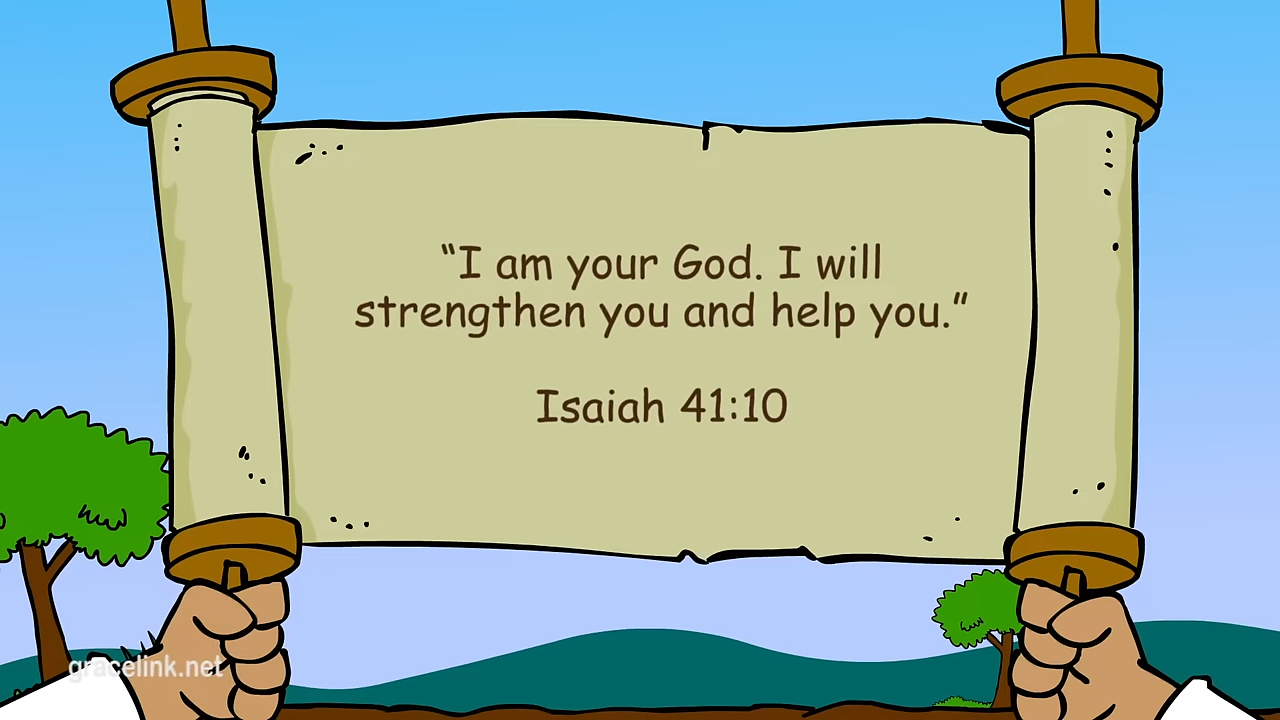 “I am your God. I will
strengthen you and help you.”
Isaiah 41:10
gracelink.net